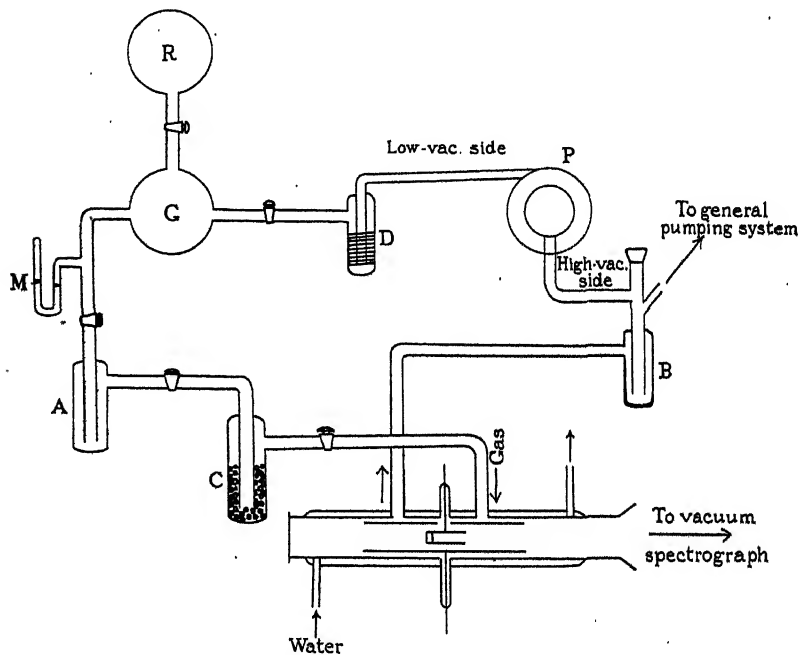 R
Low-vac. side
P
G
D
To general
pumping system
High-vac.
side
M
B
A
Gas
C
To vacuum
spectrograph
Water